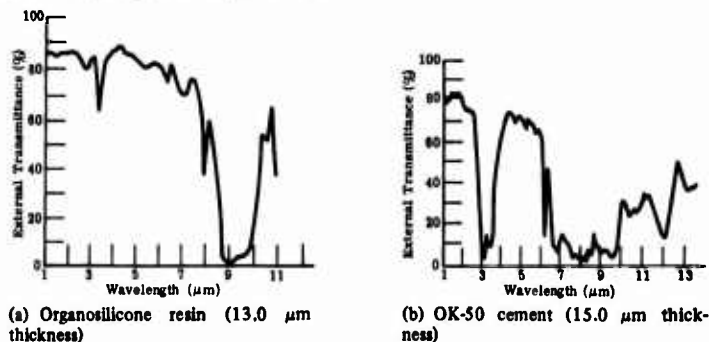 100
80
60
40
20
0
External Transmittance (%)
1 3 5 7 9 11
Wavelength (µm)
(a) Organosilicone resin (13.0 µm
thickness)
100
80
60
40
20
0
External Transmittance (%)
1 3 5 7 9 11 13
Wavelength (µm)
(b) OK-50 cement (15.0 µm thick-
ness)